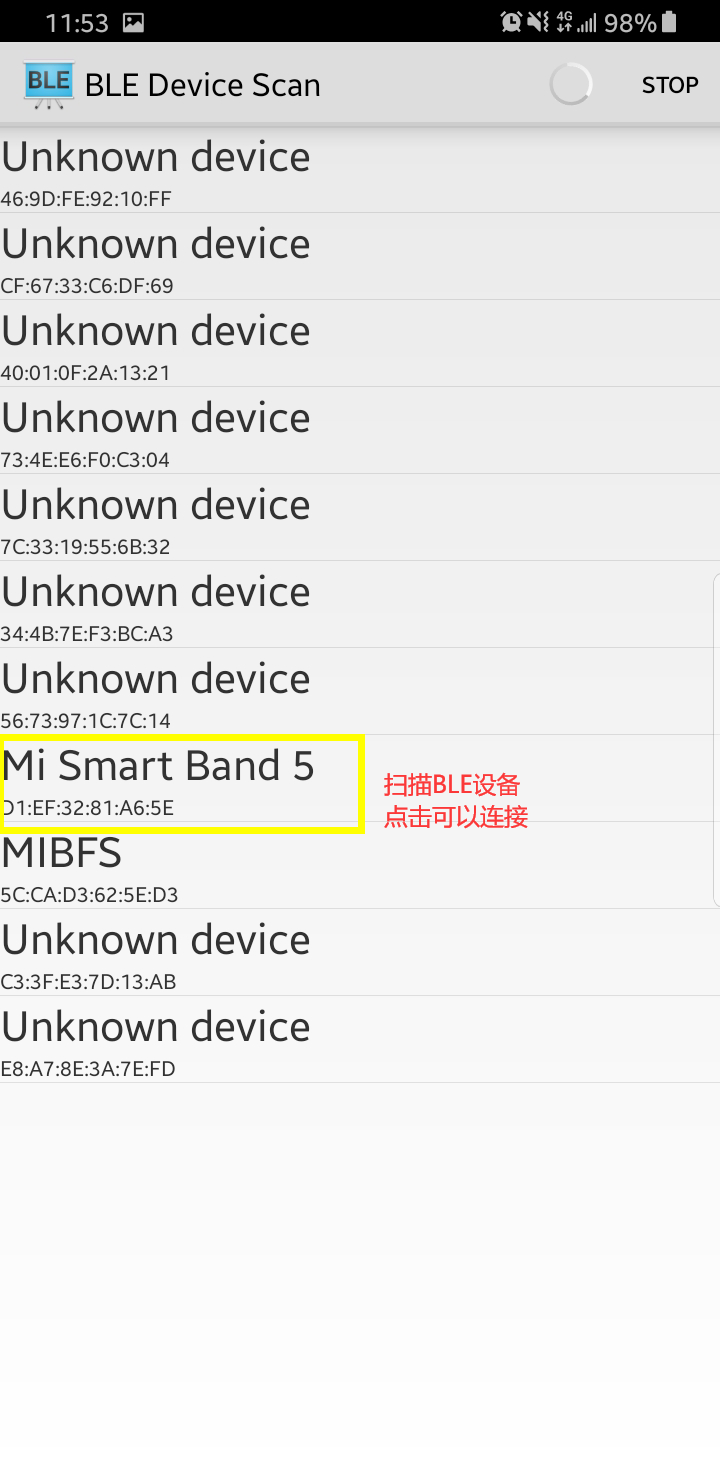 11:53 4G 98%
BLE BLE Device Scan STOP
Unknown device
46:9D:FE:92:10:FF
Unknown device
CF:67:33:C6:DF:69
Unknown device
40:01:0F:2A:13:21
Unknown device
73:4E:E6:F0:C3:04
Unknown device
7C:33:19:55:6B:32
Unknown device
34:4B:7E:F3:BC:A3
Unknown device
56:73:97:1C:7C:14
Mi Smart Band 5
D1:EF:32:81:A6:5E
扫描BLE设备
点击可以连接
MIBFS
5C:CA:D3:62:5E:D3
Unknown device
C3:3F:E3:7D:13:AB
Unknown device
E8:A7:8E:3A:7E:FD